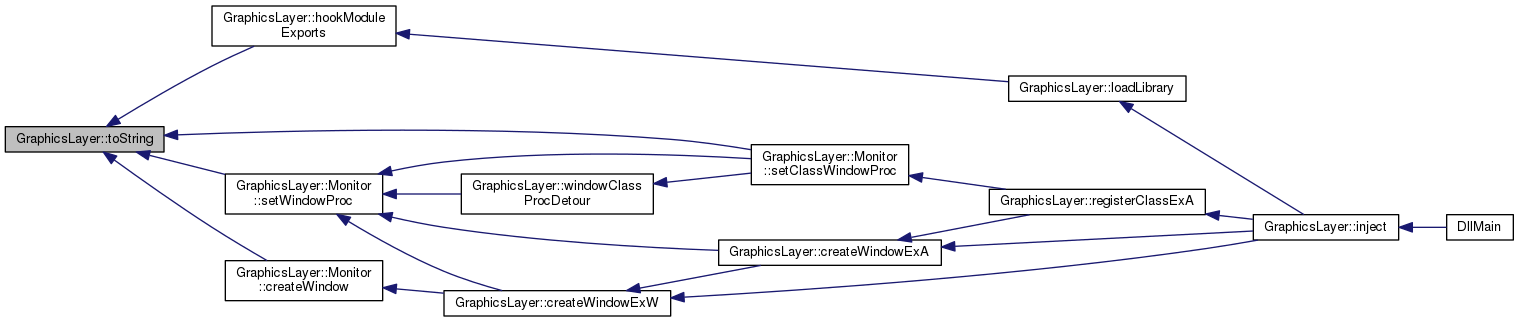 GraphicsLayer::hookModule
Exports
GraphicsLayer::loadLibrary
GraphicsLayer::toString
GraphicsLayer::Monitor
::setClassWindowProc
GraphicsLayer::Monitor
::setWindowProc
GraphicsLayer::windowClass
ProcDetour
GraphicsLayer::registerClassExA
GraphicsLayer::inject
DllMain
GraphicsLayer::createWindowExA
GraphicsLayer::Monitor
::createWindow
GraphicsLayer::createWindowExW